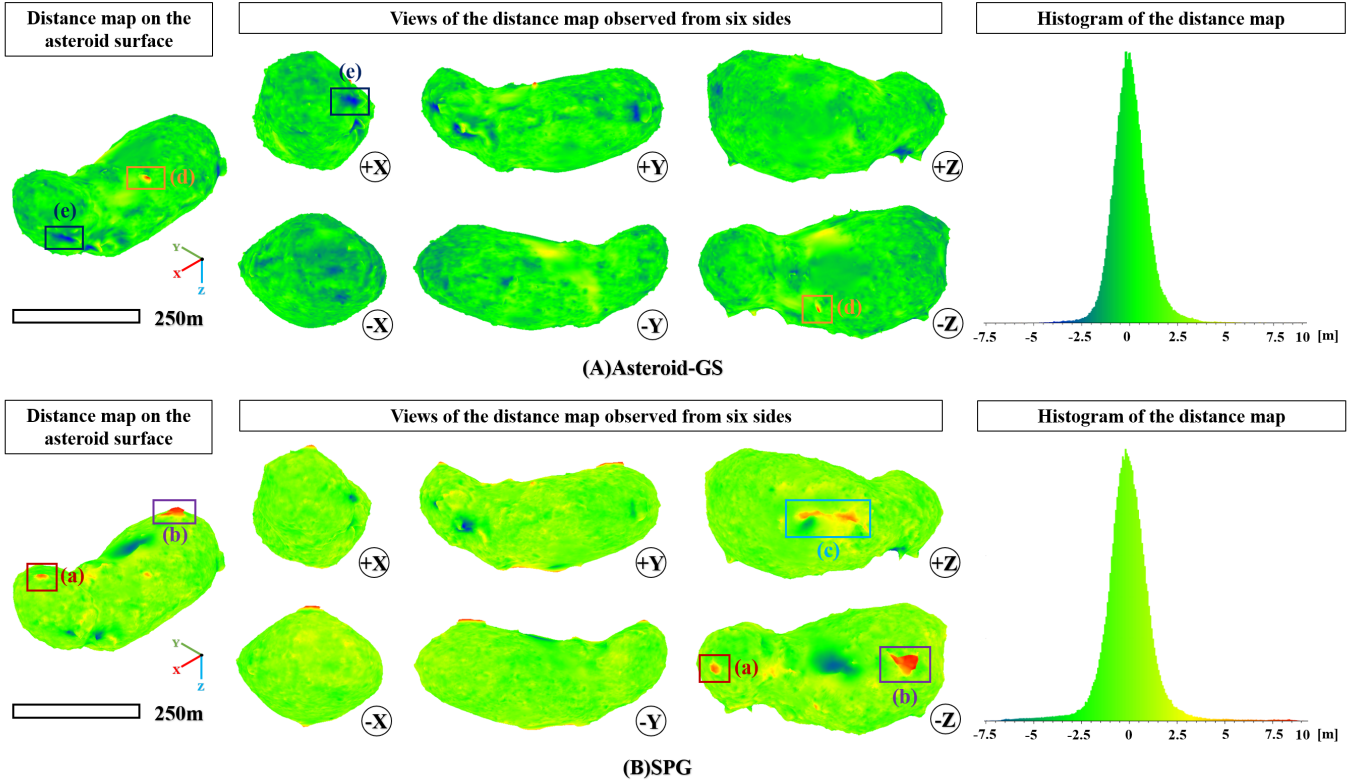 Distance map on the
asteroid surface
Views of the distance map observed from six sides
Histogram of the distance map
(e)
(d)
(e)
+X
+Y
+Z
Y
X
Z
250m
(d)
-X
-Y
-Z
-7.5 -5 -2.5 0 2.5 5 7.5 10 [m]
(A)Asteroid-GS
Distance map on the
asteroid surface
Views of the distance map observed from six sides
Histogram of the distance map
(b)
(a)
(c)
+X
+Y
+Z
Y
X
Z
250m
(a)
(b)
-X
-Y
-Z
-7.5 -5 -2.5 0 2.5 5 7.5 10 [m]
(B)SPG